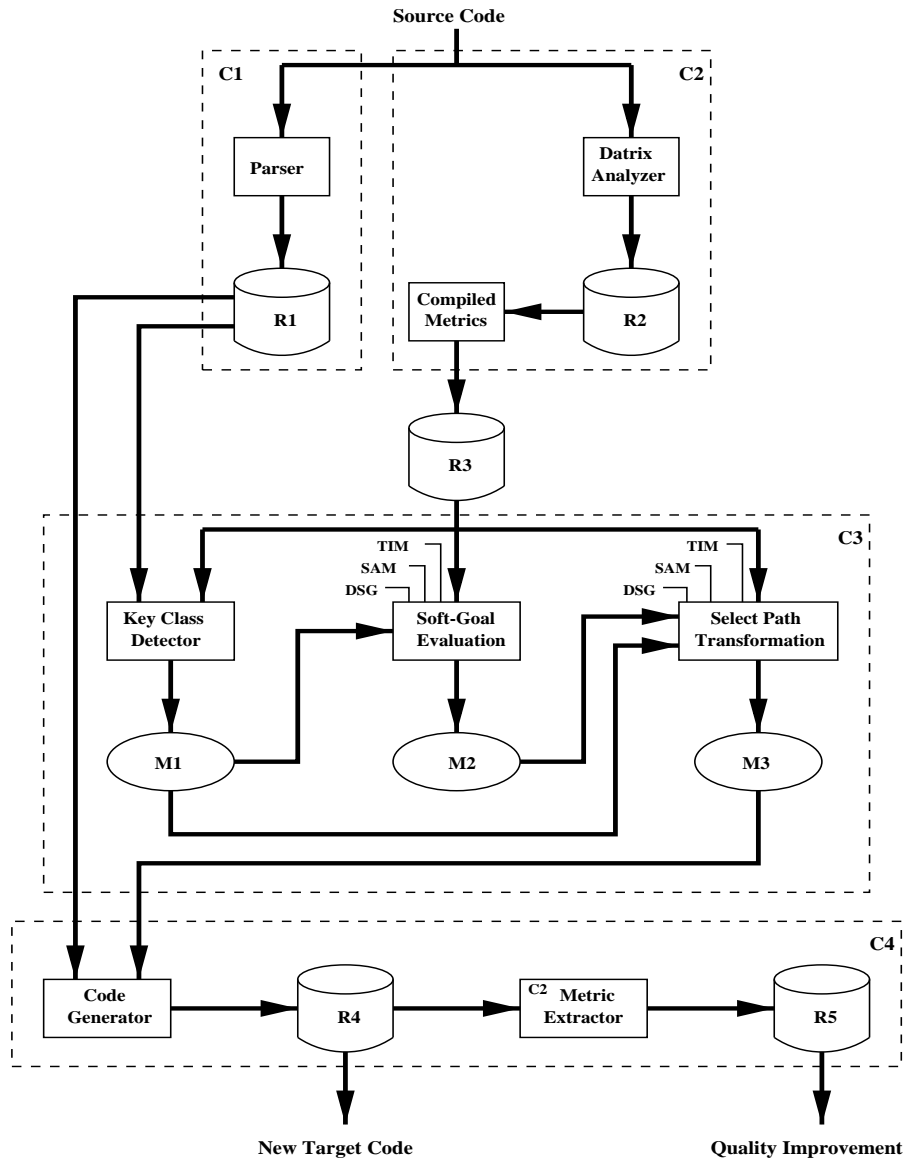 Source Code
C1
C2
Parser
Datrix
Analyzer
R1
Compiled
Metrics
R2
R3
C3
TIM
SAM
DSG
TIM
SAM
DSG
Key Class
Detector
Soft-Goal
Evaluation
Select Path
Transformation
M1
M2
M3
C4
Code
Generator
R4
C2
Metric
Extractor
R5
New Target Code
Quality Improvement